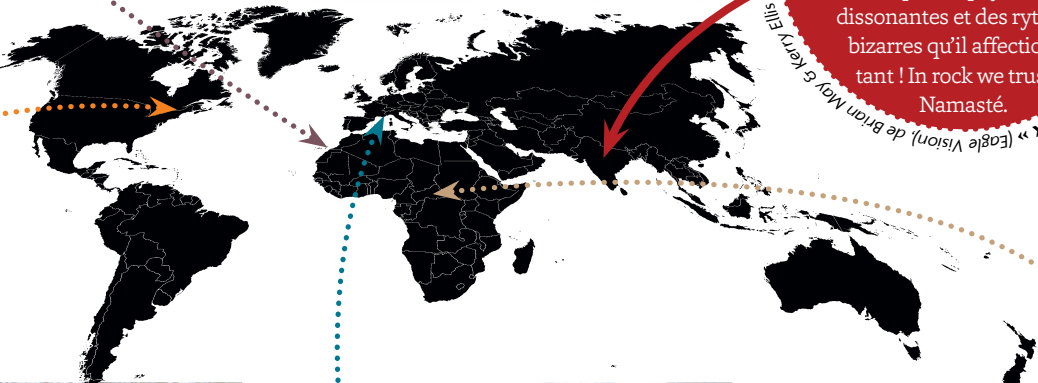 dissonantes et des ryt
bizarres qu’il affectio
tant ! In rock we trus
Namasté.
(Eagle Vision), de Brian May & Kerry Ellis
»